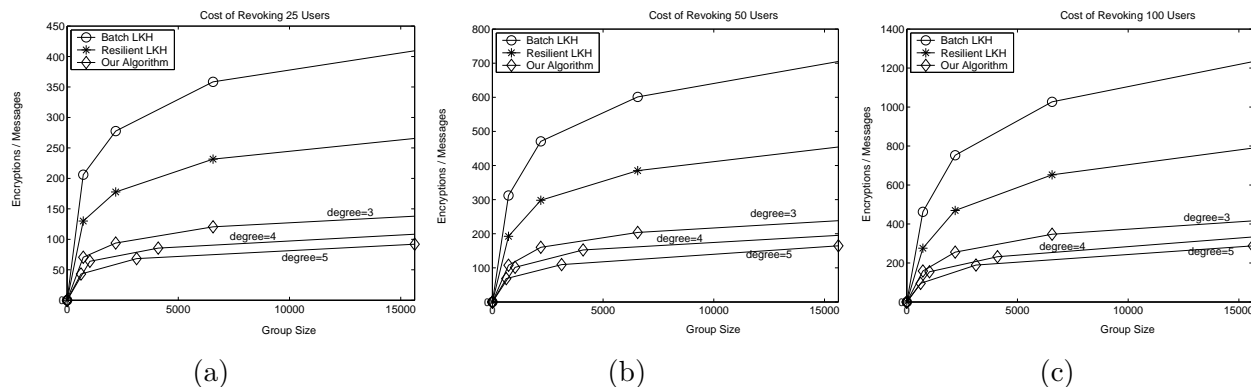 Cost of Revoking 25 Users
450
400
350
300
250
200
150
100
50
0
Encryptions / Messages
Batch LKH
Resilient LKH
Our Algorithm
degree=3
degree=4
degree=5
0 5000 10000 15000
Group Size
(a)
Cost of Revoking 50 Users
800
700
600
500
400
300
200
100
0
Encryptions / Messages
Batch LKH
Resilient LKH
Our Algorithm
degree=3
degree=4
degree=5
0 5000 10000 15000
Group Size
(b)
Cost of Revoking 100 Users
1400
1200
1000
800
600
400
200
0
Encryptions / Messages
Batch LKH
Resilient LKH
Our Algorithm
degree=3
degree=4
degree=5
0 5000 10000 15000
Group Size
(c)